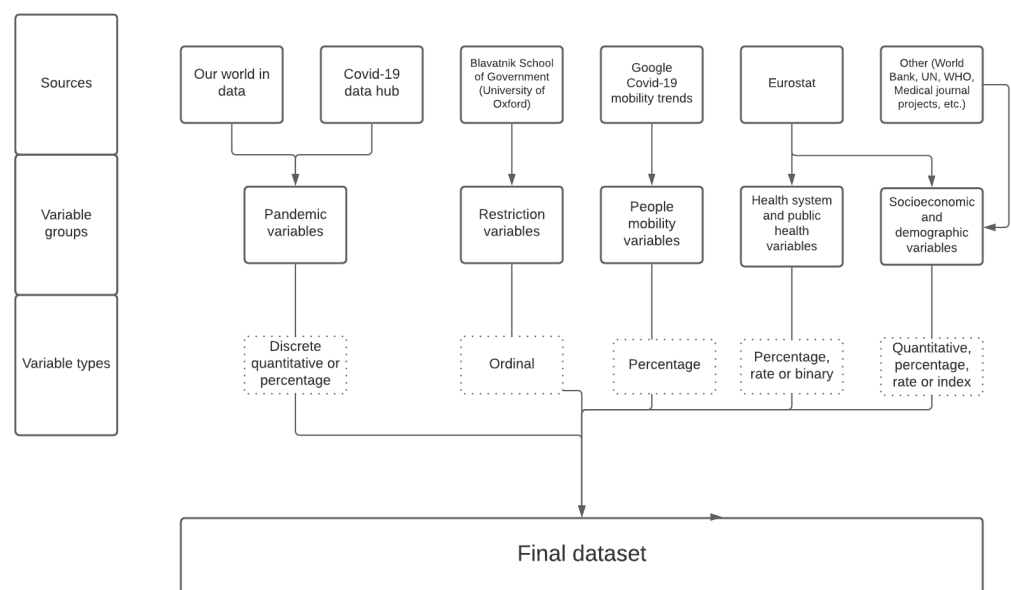 Sources
Our world in
data
Covid-19
data hub
Blavatnik School
of Government
(University of
Oxford)
Google
Covid-19
mobility trends
Eurostat
Other (World
Bank, UN, WHO,
Medical journal
projects, etc.)
Variable
groups
Pandemic
variables
Restriction
variables
People
mobility
variables
Health system
and public
health
variables
Socioeconomic
and
demographic
variables
Variable types
Discrete
quantitative or
percentage
Ordinal
Percentage
Percentage,
rate or binary
Quantitative,
percentage,
rate or index
Final dataset